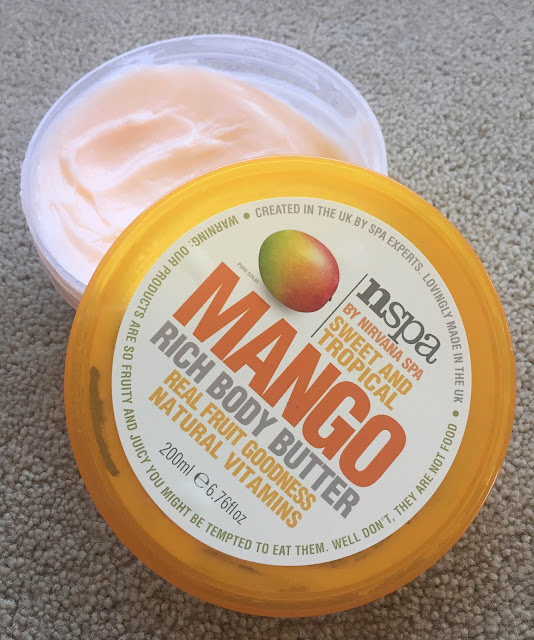 • CREATED IN THE UK BY SPA EXPERTS. LOVINGLY MADE IN THE UK •
nspa
BY NIRVANA SPA
SWEET AND
TROPICAL
MANGO
RICH BODY BUTTER
REAL FRUIT GOODNESS
NATURAL VITAMINS
200ml e 6.76floz
WARNING: OUR PRODUCTS ARE SO FRUITY AND JUICY YOU MIGHT BE TEMPTED TO EAT THEM. WELL DON'T, THEY ARE NOT FOOD